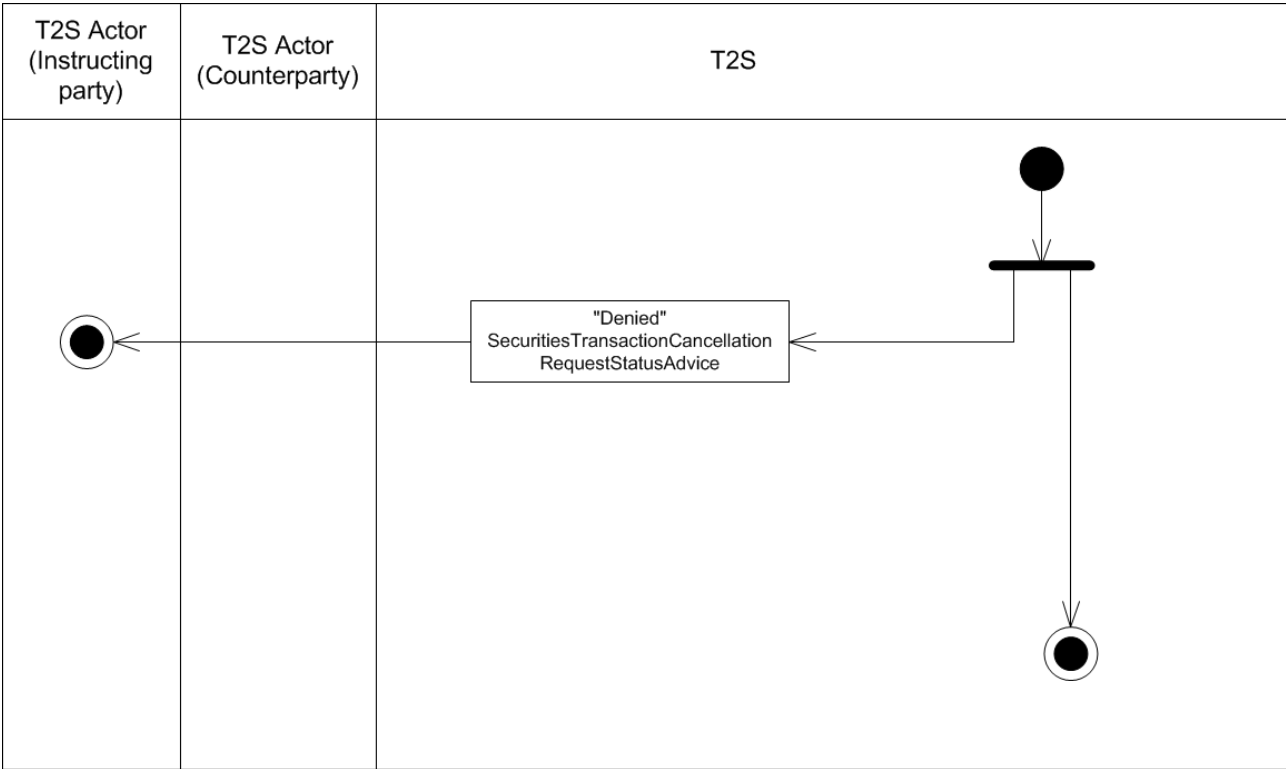 T2S Actor
(Instructing
party)
T2S Actor
(Counterparty)
T2S
"Denied"
SecuritiesTransactionCancellation
RequestStatusAdvice